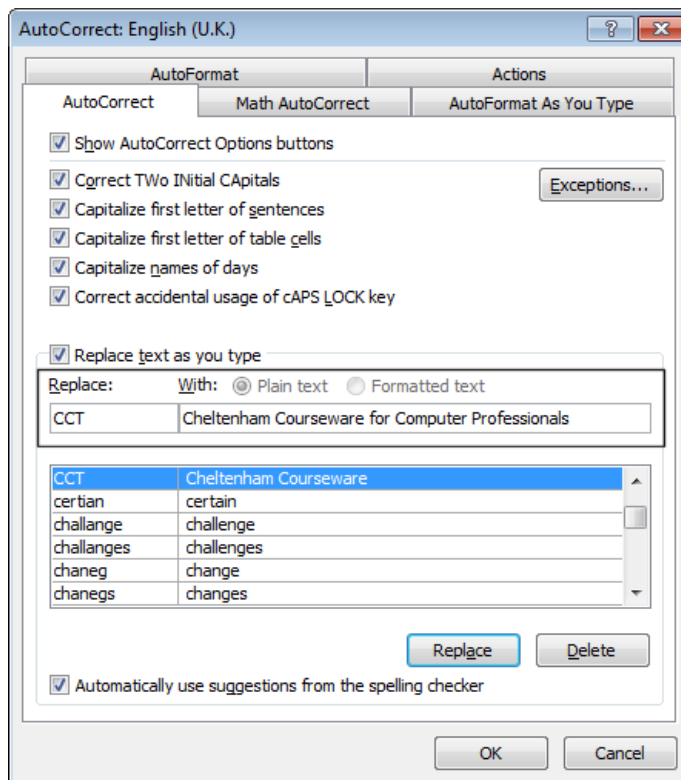 AutoCorrect: English (U.K.)
AutoFormat Actions
AutoCorrect Math AutoCorrect AutoFormat As You Type
Show AutoCorrect Options buttons
Correct TWo INitial CApitals Exceptions...
Capitalize first letter of sentences
Capitalize first letter of table cells
Capitalize names of days
Correct accidental usage of cAPS LOCK key
Replace text as you type
Replace: With: Plain text Formatted text
CCT Cheltenham Courseware for Computer Professionals
CCT Cheltenham Courseware
certian certain
challange challenge
challanges challenges
chaneg change
chanegs changes
Replace Delete
Automatically use suggestions from the spelling checker
OK Cancel